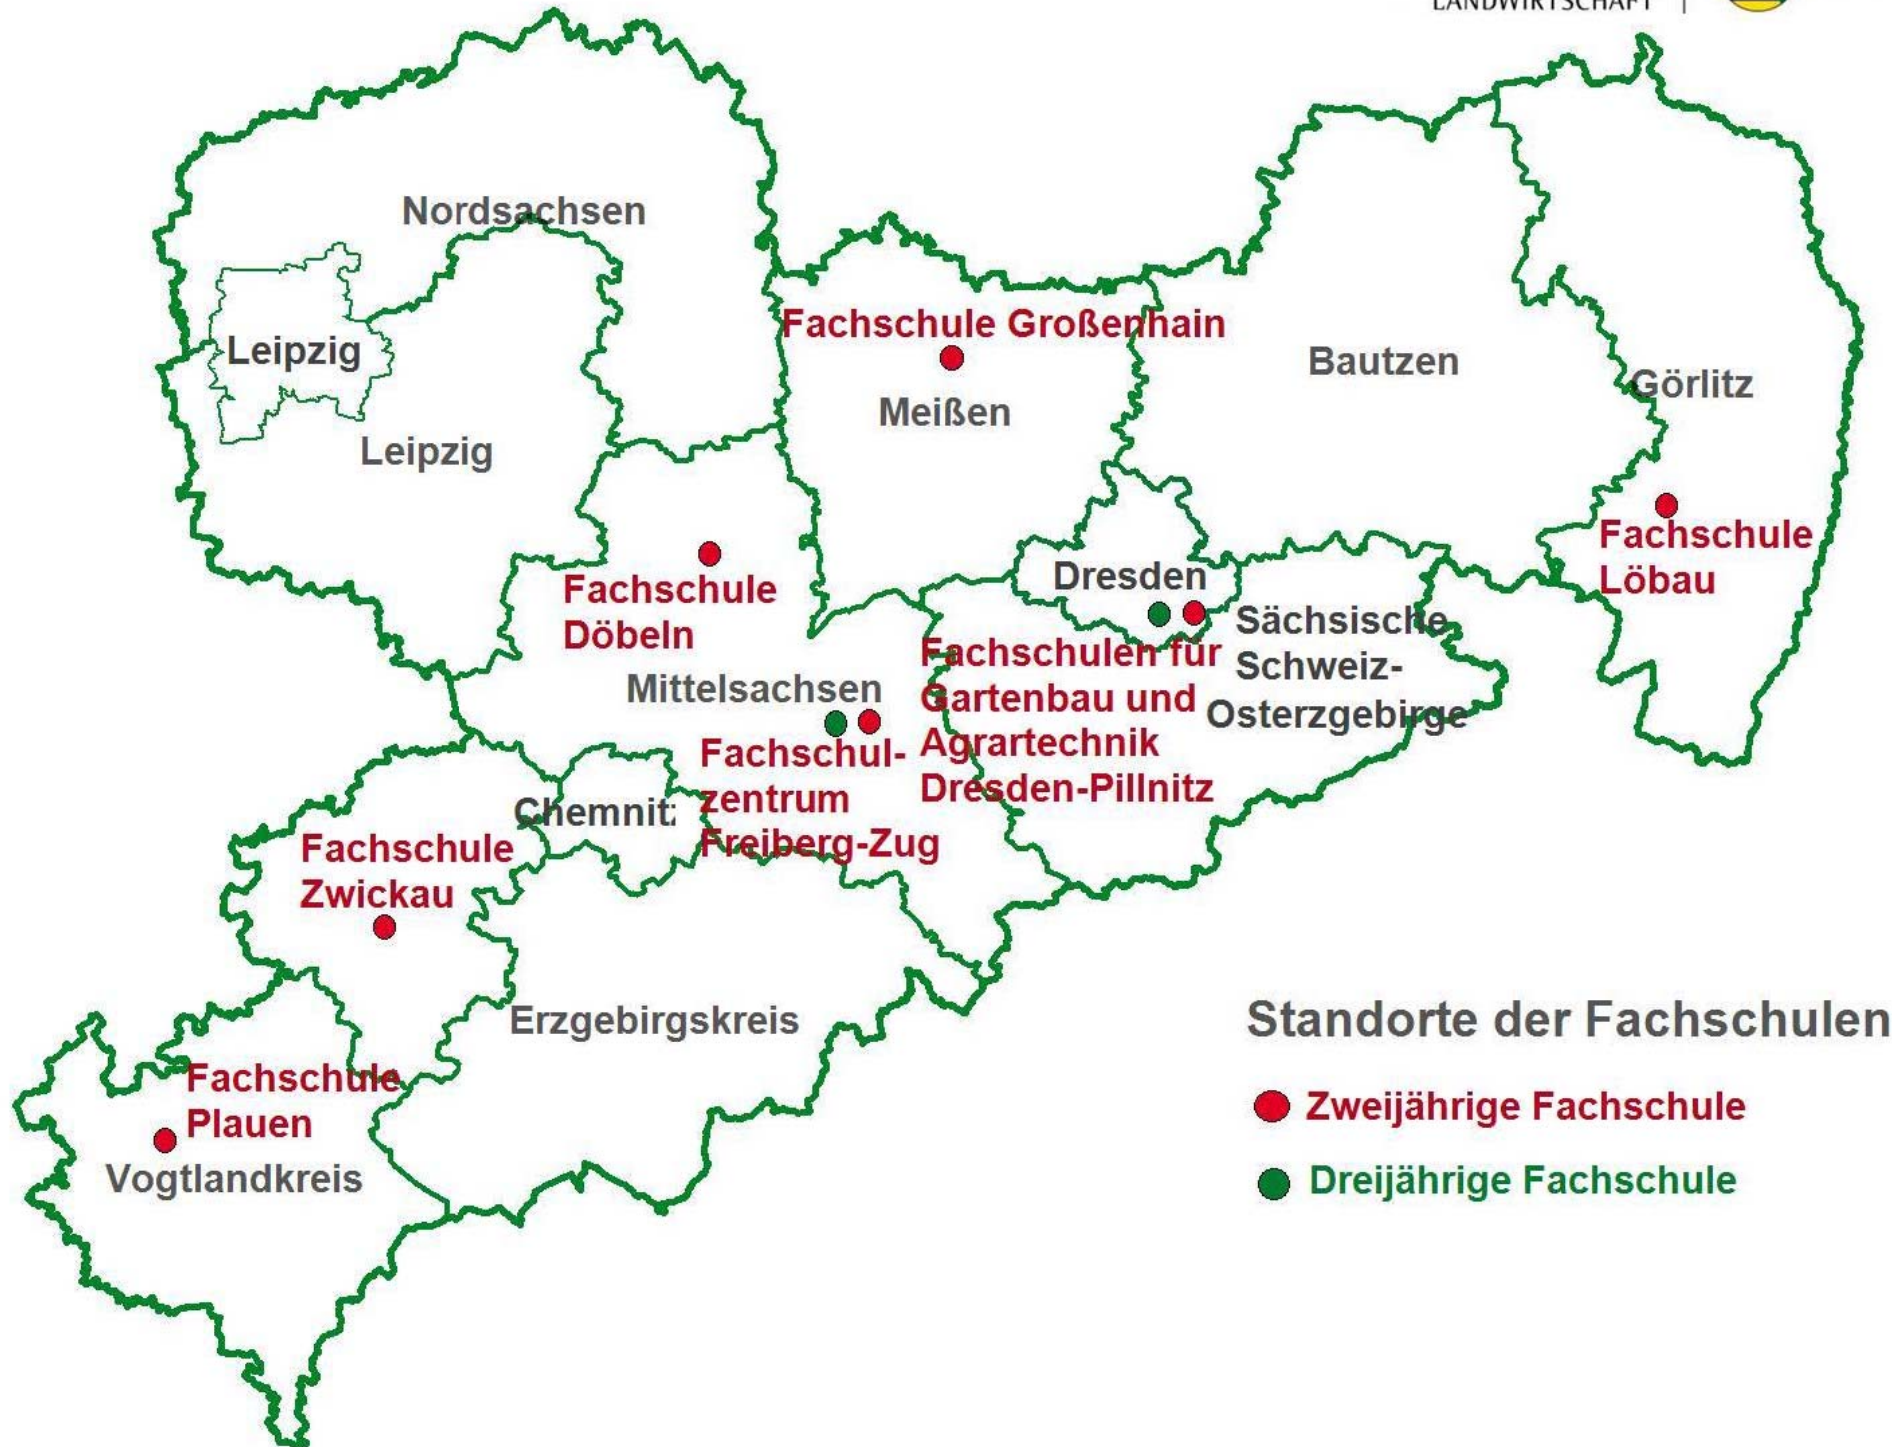 LANDWIRTSCHAFT
Nordsachsen
Fachschule Großenhain
Leipzig
Bautzen
Görlitz
Meißen
Leipzig
Fachschule
Löbau
Dresden
Fachschule
Döbeln
Sächsische
Schweiz-
Osterzgebirge
Fachschulen für
Gartenbau und
Agrartechnik
Dresden-Pillnitz
Mittelsachsen
Fachschul-
zentrum
Freiberg-Zug
Chemnitz
Fachschule
Zwickau
Erzgebirgskreis
Fachschule
Plauen
Vogtlandkreis
Standorte der Fachschulen
Zweijährige Fachschule
Dreijährige Fachschule